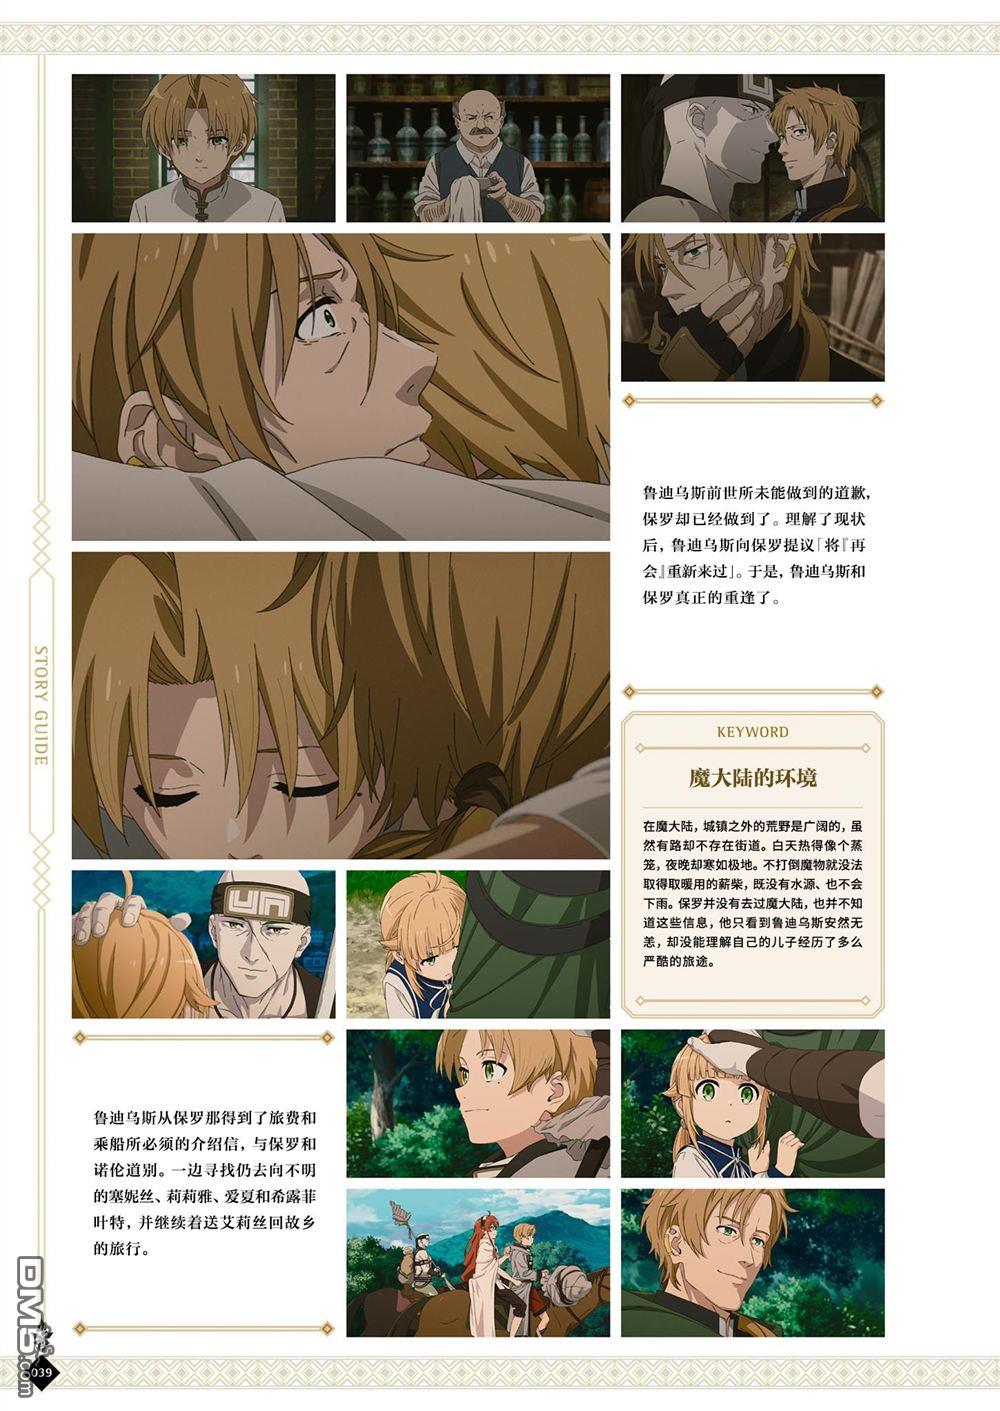 鲁迪乌斯前世所未能做到的道歉，
保罗却已经做到了。理解了现状
后，鲁迪乌斯向保罗提议「将『再
会』重新来过」。于是，鲁迪乌斯和
保罗真正的重逢了。
KEYWORD
魔大陆的环境
在魔大陆，城镇之外的荒野是广阔的，虽
然有路却不存在街道。白天热得像个蒸
笼，夜晚却寒如极地。不打倒魔物就没法
取得取暖用的薪柴，既没有水源、也不会
下雨。保罗并没有去过魔大陆，也并不知
道这些信息，他只看到鲁迪乌斯安然无
恙，却没能理解自己的儿子经历了多么
严酷的旅途。
鲁迪乌斯从保罗那得到了旅费和
乘船所必须的介绍信，与保罗和
诺伦道别。一边寻找仍去向不明
的塞妮丝、莉莉雅、爱夏和希露菲
叶特，并继续着送艾莉丝回故乡
的旅行。
STORY GUIDE
039